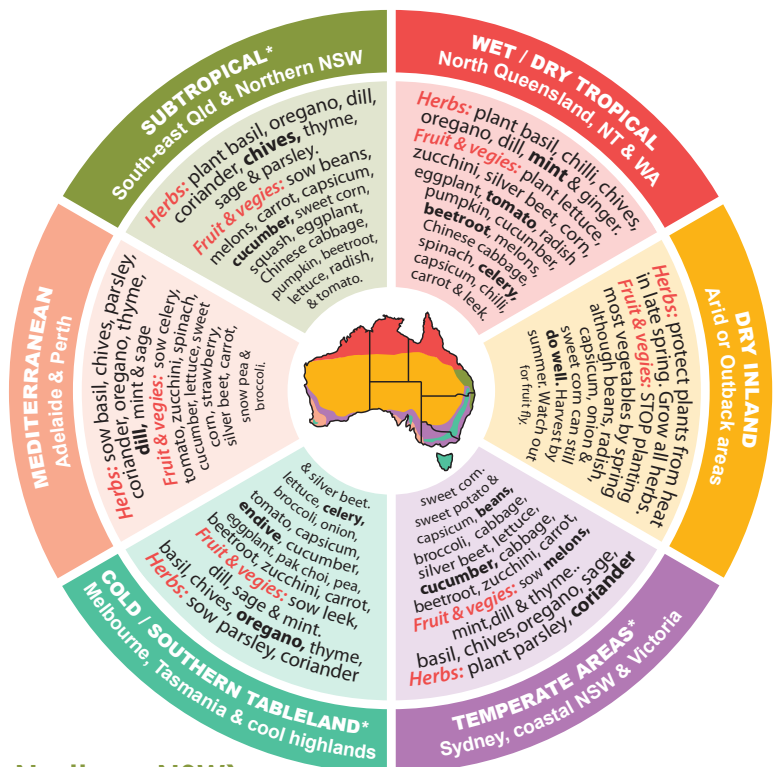 SUBTROPICAL*
South-east Qld & Northern NSW
Herbs: plant basil, oregano, dill,
coriander, chives, thyme,
sage & parsley.
Fruit & vegies: sow beans,
melons, carrot, capsicum,
cucumber, sweet corn,
squash, eggplant,
Chinese cabbage,
pumpkin, beetroot,
lettuce, radish,
& tomato.
WET / DRY TROPICAL
North Queensland, NT & WA
Herbs: plant basil, chilli, chives,
oregano, dill, mint & ginger.
Fruit & vegies: plant lettuce,
zucchini, silver beet, corn,
eggplant, tomato, radish
pumpkin, cucumber,
beetroot, melons,
Chinese cabbage,
spinach, celery,
capsicum, chilli,
carrot & leek.
DRY INLAND
Arid or Outback areas
Herbs: protect plants from heat
in late spring. Grow all herbs.
Fruit & vegies: STOP planting
most vegetables by spring
although beans, radish,
capsicum, onion &
sweet corn can still
do well. Harvest by
summer. Watch out
for fruit fly.
TEMPERATE AREAS*
Sydney, coastal NSW & Victoria
Herbs: plant parsley, coriander
basil, chives,oregano, sage,
mint,dill & thyme..
Fruit & vegies: sow melons,
beetroot, zucchini, carrot,
cucumber, cabbage,
silver beet, lettuce,
broccoli, cabbage,
capsicum, beans,
sweet potato &
sweet corn.
COLD / SOUTHERN TABLELAND*
Melbourne, Tasmania & cool highlands
Herbs: sow parsley, coriander
basil, chives, oregano, thyme,
dill, sage & mint.
Fruit & vegies: sow leek,
beetroot, zucchini, carrot,
eggplant, pak choi, pea,
endive, cucumber,
tomato, capsicum,
broccoli, onion,
lettuce, celery,
& silver beet.
MEDITERRANEAN
Adelaide & Perth
Herbs: sow basil, chives, parsley,
coriander, oregano, thyme,
dill, mint & sage
Fruit & vegies: sow celery,
tomato, zucchini, spinach,
cucumber, lettuce, sweet
corn, strawberry,
silver beet, carrot,
snow pea &
broccoli.